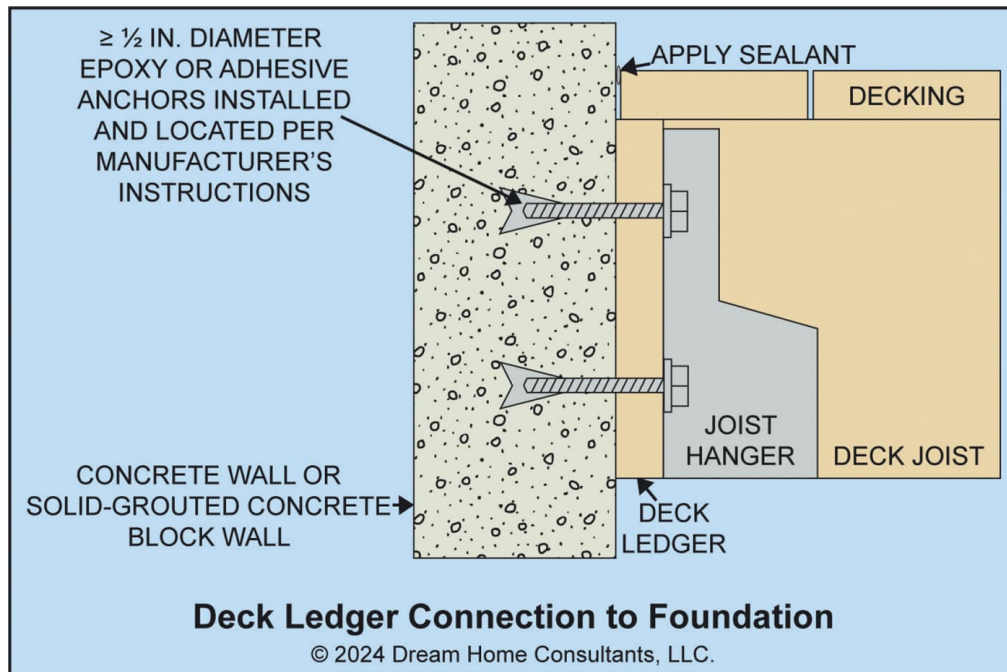 ≥ ½ IN. DIAMETER
EPOXY OR ADHESIVE
ANCHORS INSTALLED
AND LOCATED PER
MANUFACTURER'S
INSTRUCTIONS
APPLY SEALANT
DECKING
JOIST
HANGER
DECK JOIST
CONCRETE WALL OR
SOLID-GROUTED CONCRETE
BLOCK WALL
DECK
LEDGER
Deck Ledger Connection to Foundation
© 2024 Dream Home Consultants, LLC.